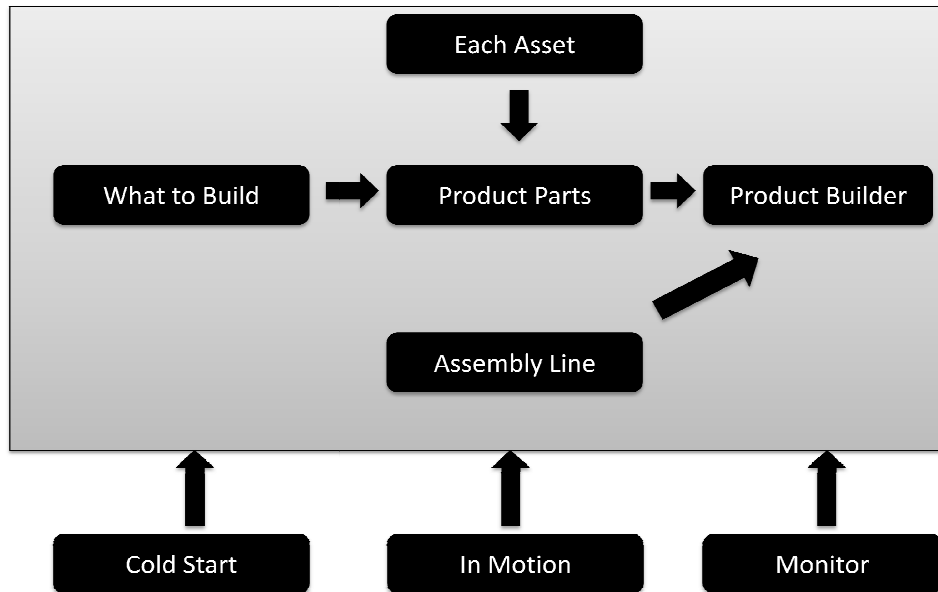 Each Asset
What to Build
Product Parts
Product Builder
Assembly Line
Cold Start
In Motion
Monitor